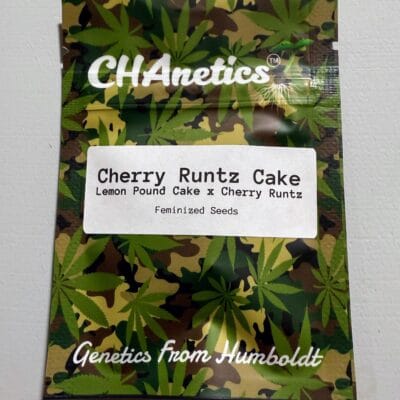 CHAnetics™
Cherry Runtz Cake
Lemon Pound Cake x Cherry Runtz
Feminized Seeds
Genetics From Humboldt